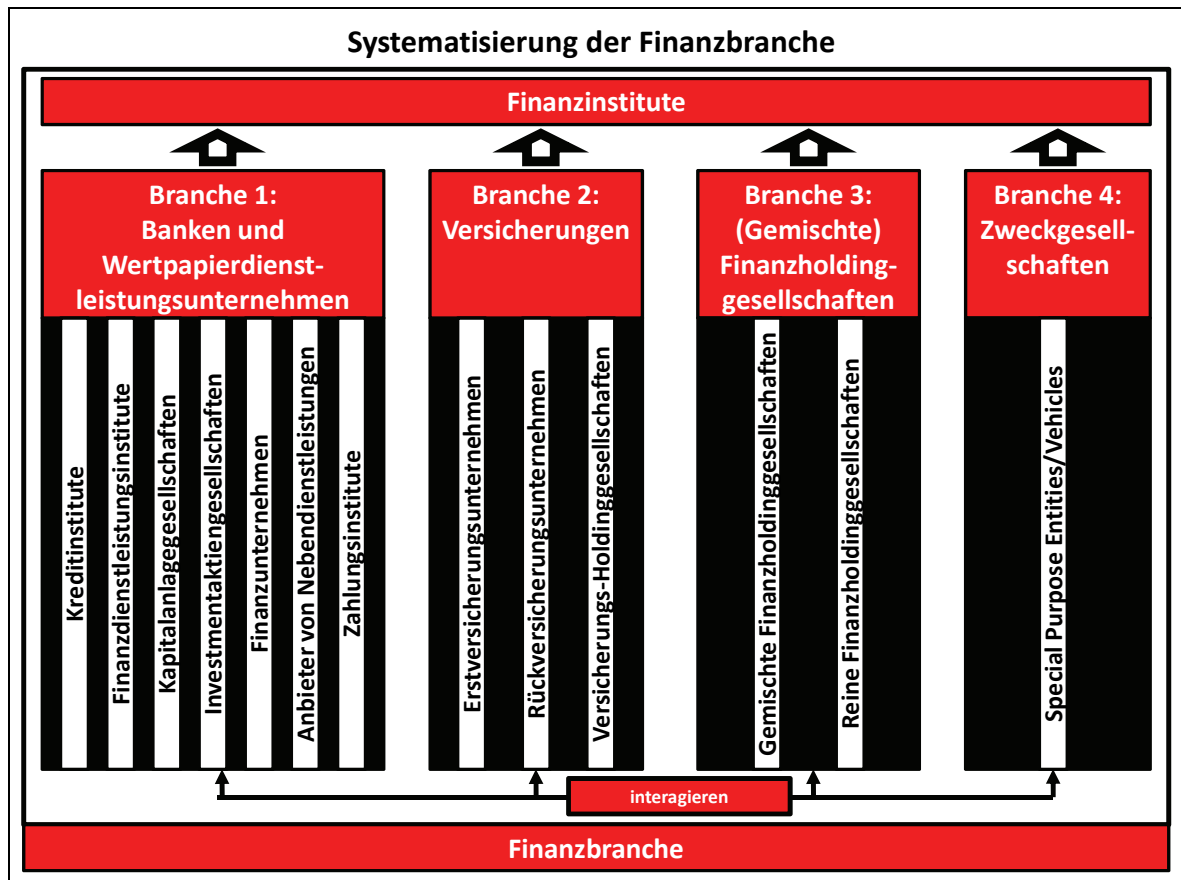 Systematisierung der Finanzbranche
Finanzinstitute
Branche 1:
Banken und
Wertpapierdienst-
leistungsunternehmen
Branche 2:
Versicherungen
Branche 3:
(Gemischte)
Finanzholding-
gesellschaften
Branche 4:
Zweckgesell-
schaften
Kreditinstitute
Finanzdienstleistungsinstitute
Kapitalanlagegesellschaften
Investmentaktiengesellschaften
Finanzunternehmen
Anbieter von Nebendienstleistungen
Zahlungsinstitute
Erstversicherungsunternehmen
Rückversicherungsunternehmen
Versicherungs-Holdinggesellschaften
Gemischte Finanzholdinggesellschaften
Reine Finanzholdinggesellschaften
Special Purpose Entities/Vehicles
interagieren
Finanzbranche